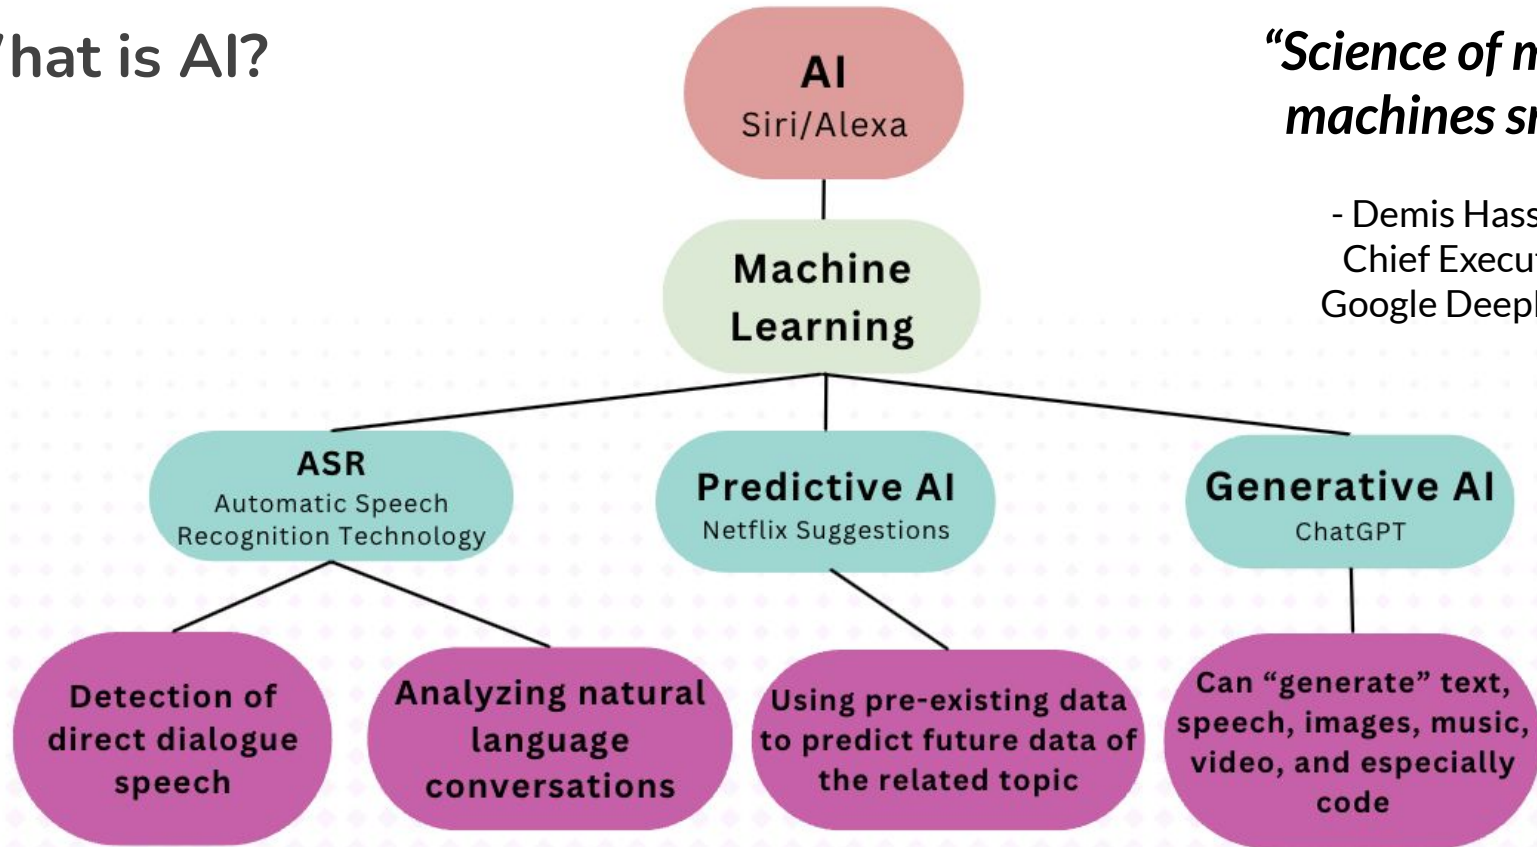 hat is AI?
“Science of m
machines sr
- Demis Hass
Chief Execut
Google Deep
AI
Siri/Alexa
Machine
Learning
ASR
Automatic Speech
Recognition Technology
Predictive AI
Netflix Suggestions
Generative AI
ChatGPT
Detection of
direct dialogue
speech
Analyzing natural
language
conversations
Using pre-existing data
to predict future data of
the related topic
Can “generate” text,
speech, images, music,
video, and especially
code